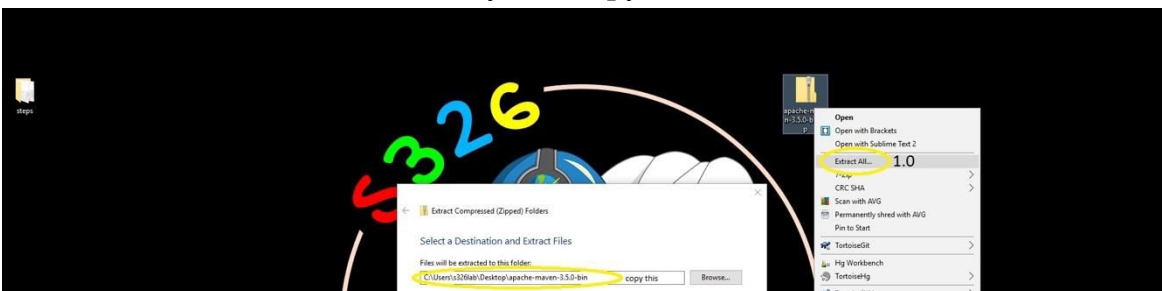 steps
S326
apache-m
n-3.5.0-b
P
Open
Open with Brackets
Open with Sublime Text 2
Extract All... 1.0
7-Zip
CRC SHA
Scan with AVG
Permanently shred with AVG
Pin to Start
TortoiseGit
Hg Workbench
TortoiseHg
Extract Compressed (Zipped) Folders
Select a Destination and Extract Files
Files will be extracted to this folder:
C:\Users\s326lab\Desktop\apache-maven-3.5.0-bin copy this Browse...